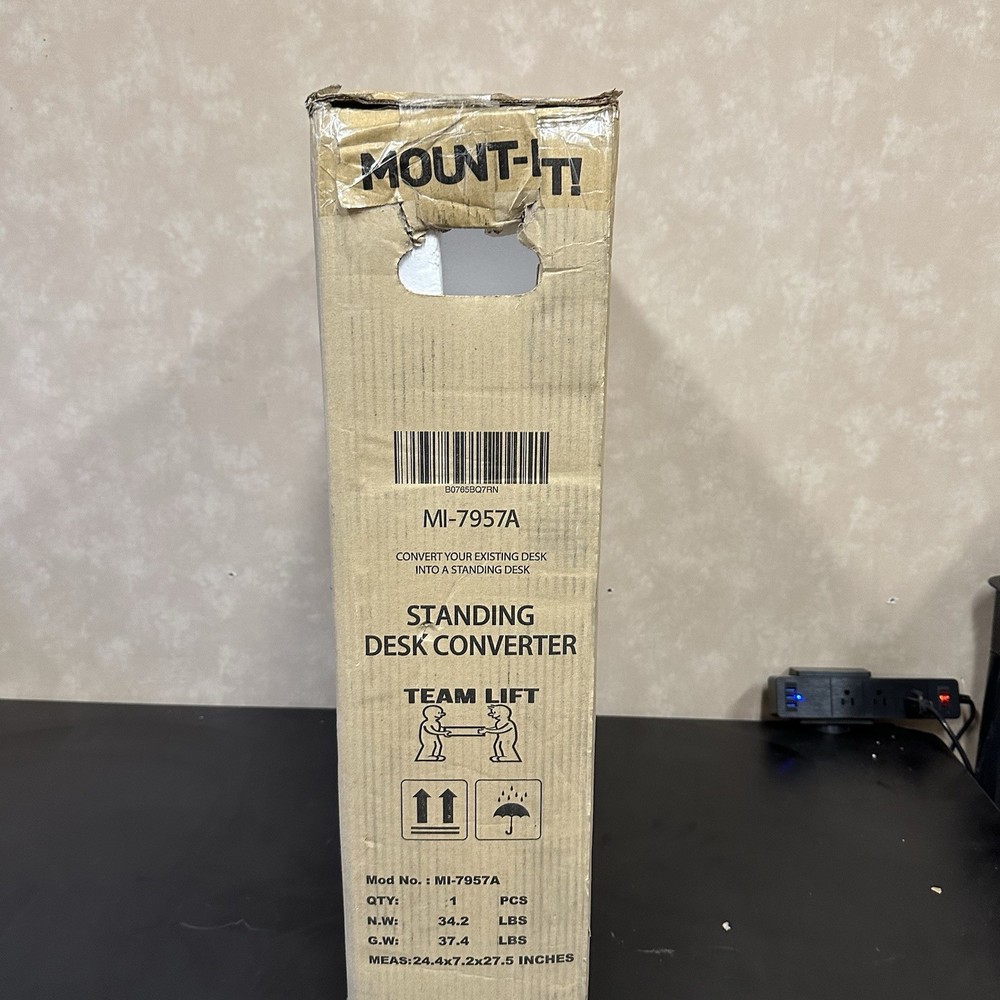 MOUNT-IT!
B0765BQ7RN
MI-7957A
CONVERT YOUR EXISTING DESK
INTO A STANDING DESK
STANDING
DESK CONVERTER
TEAM LIFT
Mod No. : MI-7957A
QTY: 1 PCS
N.W: 34.2 LBS
G.W: 37.4 LBS
MEAS:24.4x7.2x27.5 INCHES